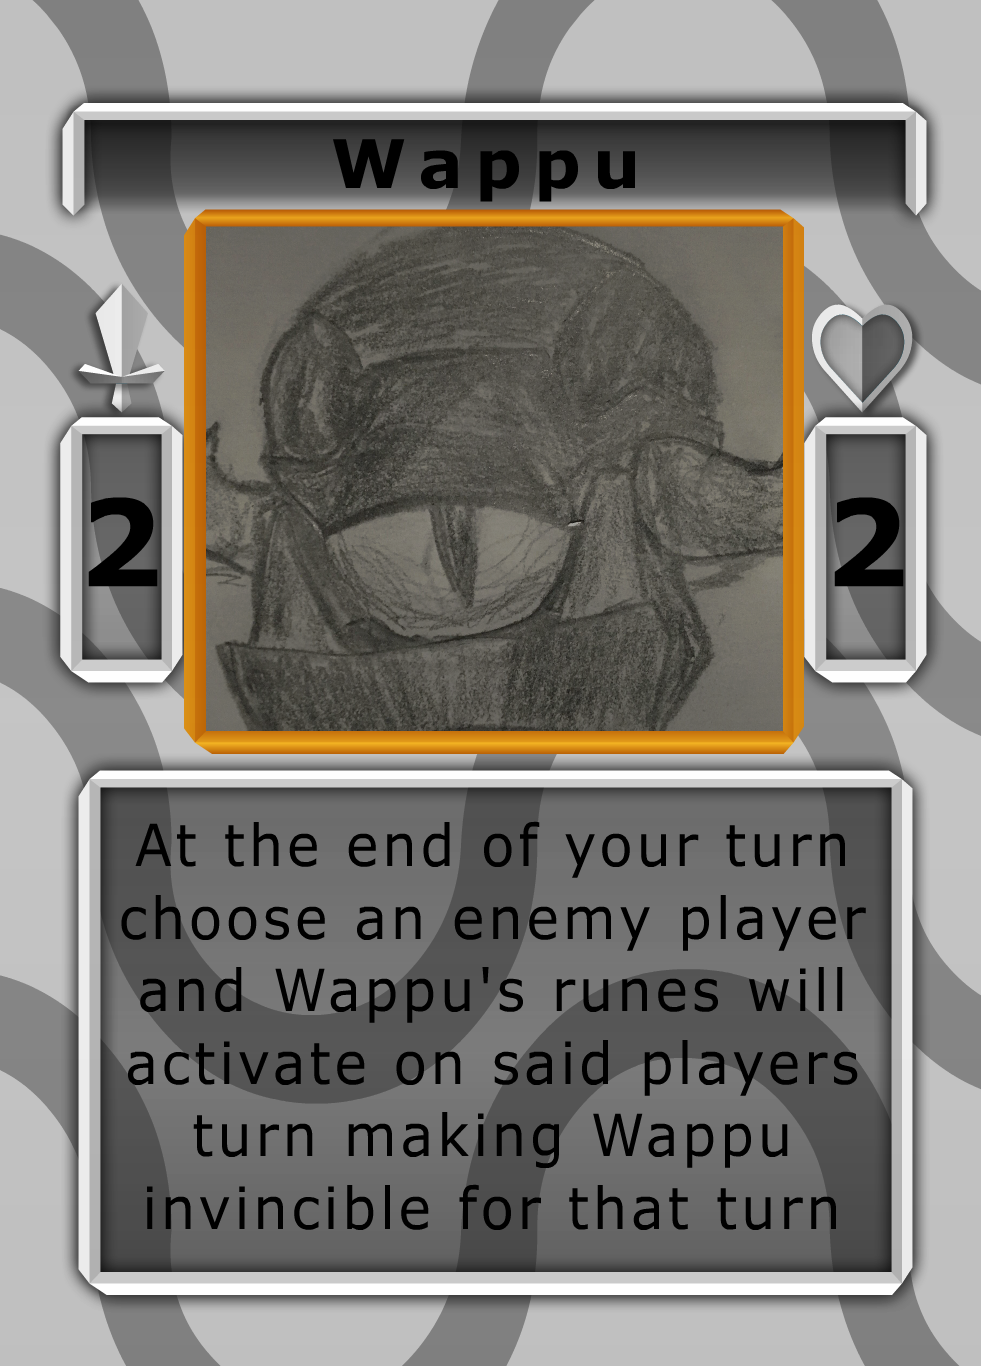 Wappu
2
2
At the end of your turn
choose an enemy player
and Wappu's runes will
activate on said players
turn making Wappu
invincible for that turn